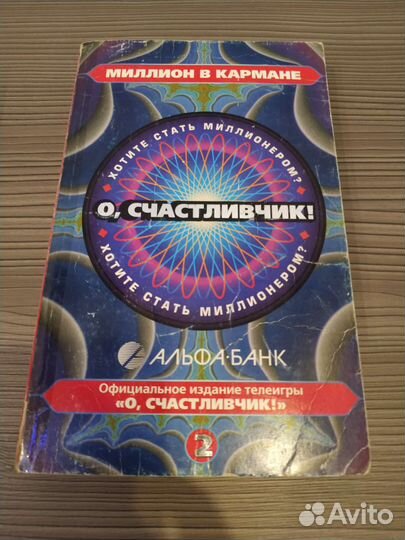 МИЛЛИОН В КАРМАНЕ
ХОТИТЕ СТАТЬ МИЛЛИОНЕРОМ?
О, СЧАСТЛИВЧИК!
ХОТИТЕ СТАТЬ МИЛЛИОНЕРОМ?
АЛЬФА·БАНК
Официальное издание телеигры
«О, СЧАСТЛИВЧИК!»
2
Avito